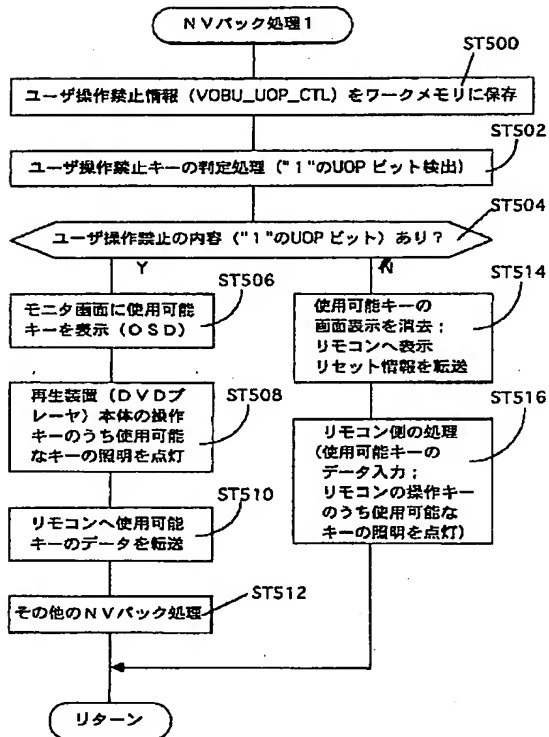 NVパック処理1
ST500
ユーザ操作禁止情報（VOBU_UOP_CTL）をワークメモリに保存
ST502
ユーザ操作禁止キーの判定処理（"1"のUOP ビット検出）
ST504
ユーザ操作禁止の内容（"1"のUOP ビット）あり？
Y
N
ST506
モニタ画面に使用可能
キーを表示（OSD）
ST508
再生装置（DVDプ
レーヤ）本体の操作
キーのうち使用可能
なキーの照明を点灯
ST510
リモコンへ使用可能
キーのデータを転送
ST512
その他のNVパック処理
ST514
使用可能キーの
画面表示を消去；
リモコンへ表示
リセット情報を転送
ST516
リモコン側の処理
（使用可能キーの
データ入力；
リモコンの操作キー
のうち使用可能な
キーの照明を点灯）
リターン